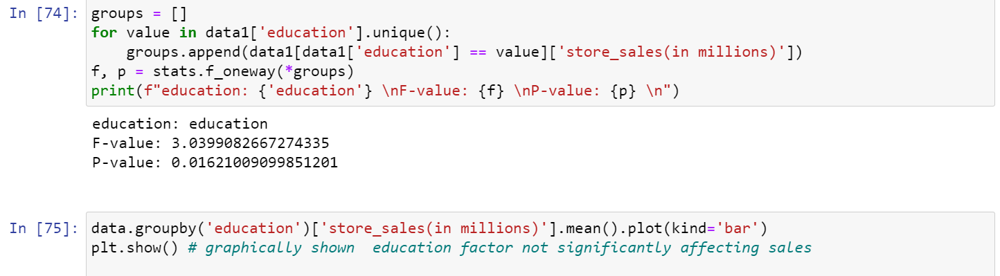 In [74]: groups = []
for value in data1['education'].unique():
    groups.append(data1[data1['education'] == value]['store_sales(in millions)'])
f, p = stats.f_oneway(*groups)
print(f"education: {'education'} \nF-value: {f} \nP-value: {p} \n")
education: education
F-value: 3.0399082667274335
P-value: 0.01621009099851201
In [75]: data.groupby('education')['store_sales(in millions)'].mean().plot(kind='bar')
plt.show() # graphically shown  education factor not significantly affecting sales